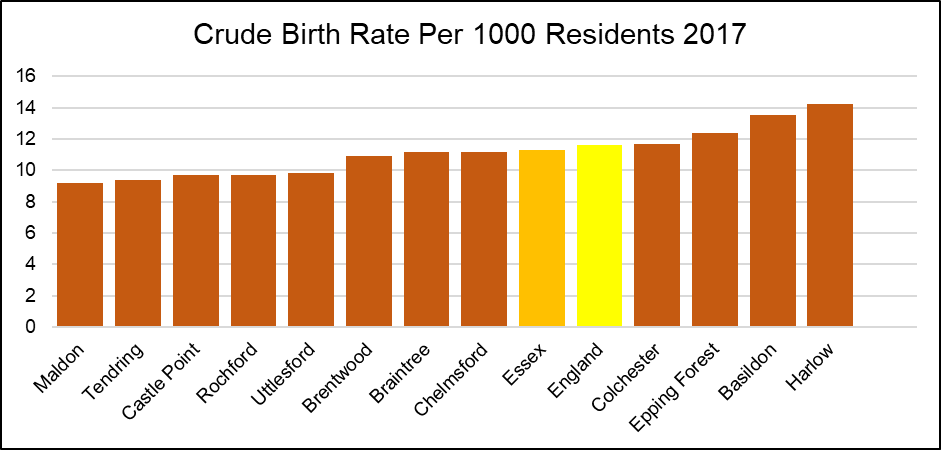 Crude Birth Rate Per 1000 Residents 2017
16
14
12
10
8
6
4
2
0
Maldon
Tendring
Castle Point
Rochford
Uttlesford
Brentwood
Braintree
Chelmsford
Essex
England
Colchester
Epping Forest
Basildon
Harlow